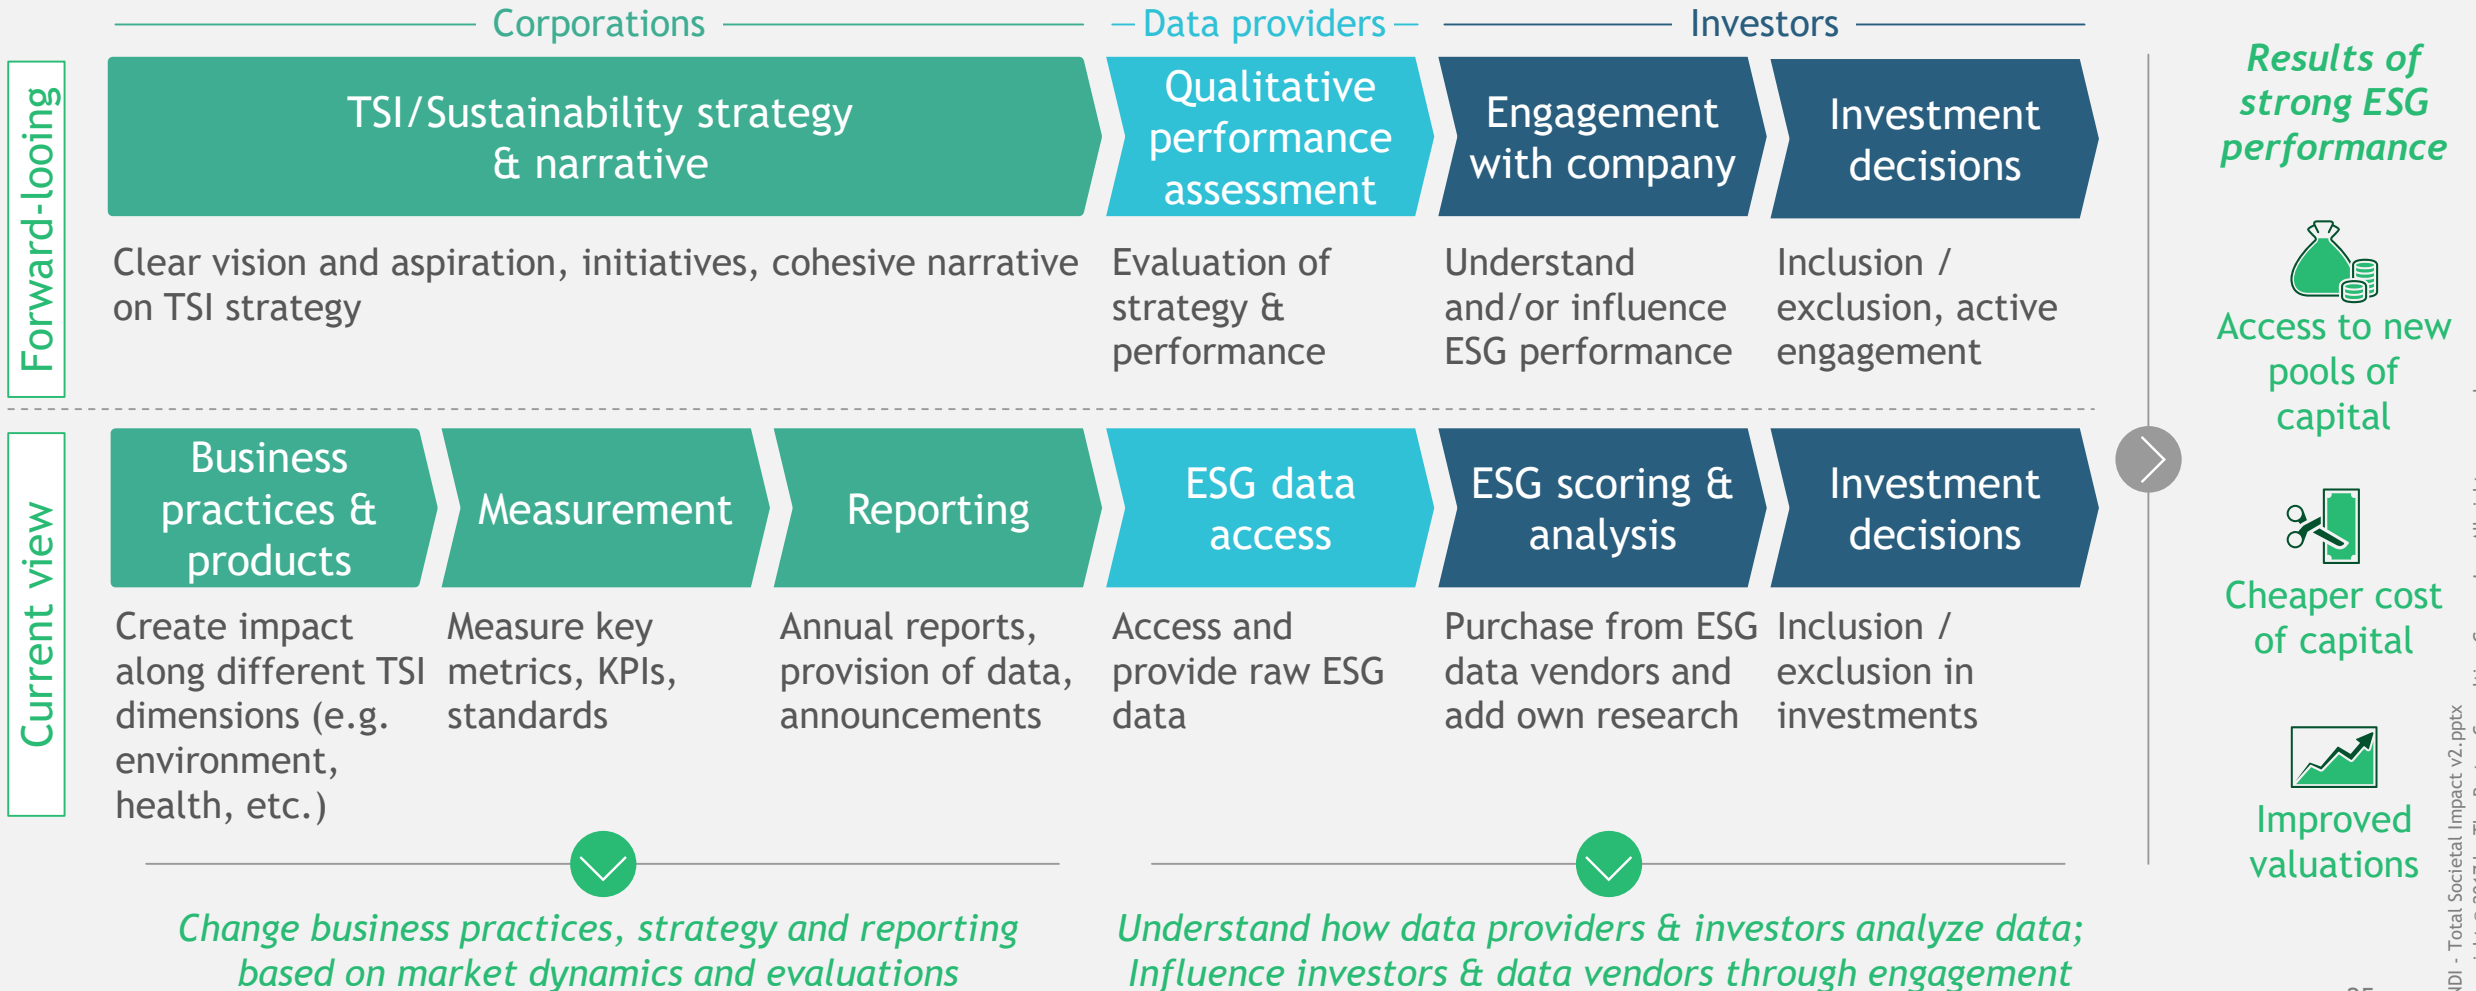 Corporations
Data providers
Investors
Forward-looing
TSI/Sustainability strategy
& narrative
Qualitative
performance
assessment
Engagement
with company
Investment
decisions
Clear vision and aspiration, initiatives, cohesive narrative
on TSI strategy
Evaluation of
strategy &
performance
Understand
and/or influence
ESG performance
Inclusion /
exclusion, active
engagement
Current view
Business
practices &
products
Measurement
Reporting
ESG data
access
ESG scoring &
analysis
Investment
decisions
Create impact
along different TSI
dimensions (e.g.
environment,
health, etc.)
Measure key
metrics, KPIs,
standards
Annual reports,
provision of data,
announcements
Access and
provide raw ESG
data
Purchase from ESG
data vendors and
add own research
Inclusion /
exclusion in
investments
Change business practices, strategy and reporting
based on market dynamics and evaluations
Understand how data providers & investors analyze data;
Influence investors & data vendors through engagement
Results of
strong ESG
performance
Access to new
pools of
capital
Cheaper cost
of capital
Improved
valuations
- Total Societal Impact v2.pptx